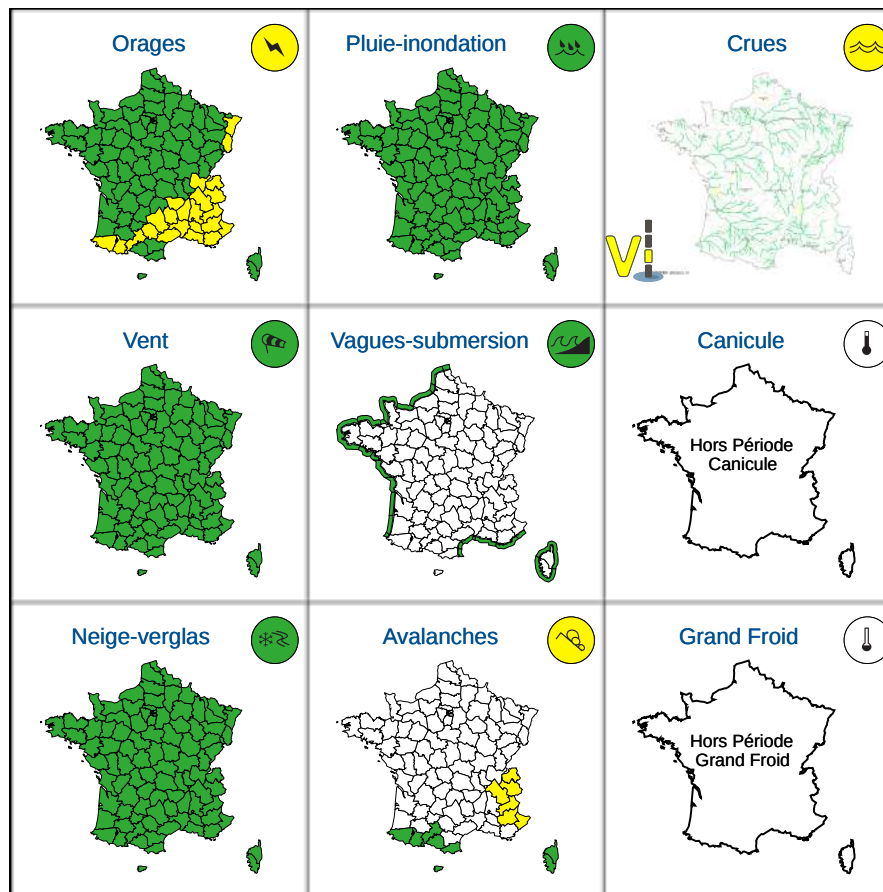 Orages
Pluie-inondation
Crues
Vi
Vent
Vagues-submersion
Canicule
Hors Période
Canicule
Neige-verglas
Avalanches
Grand Froid
Hors Période
Grand Froid